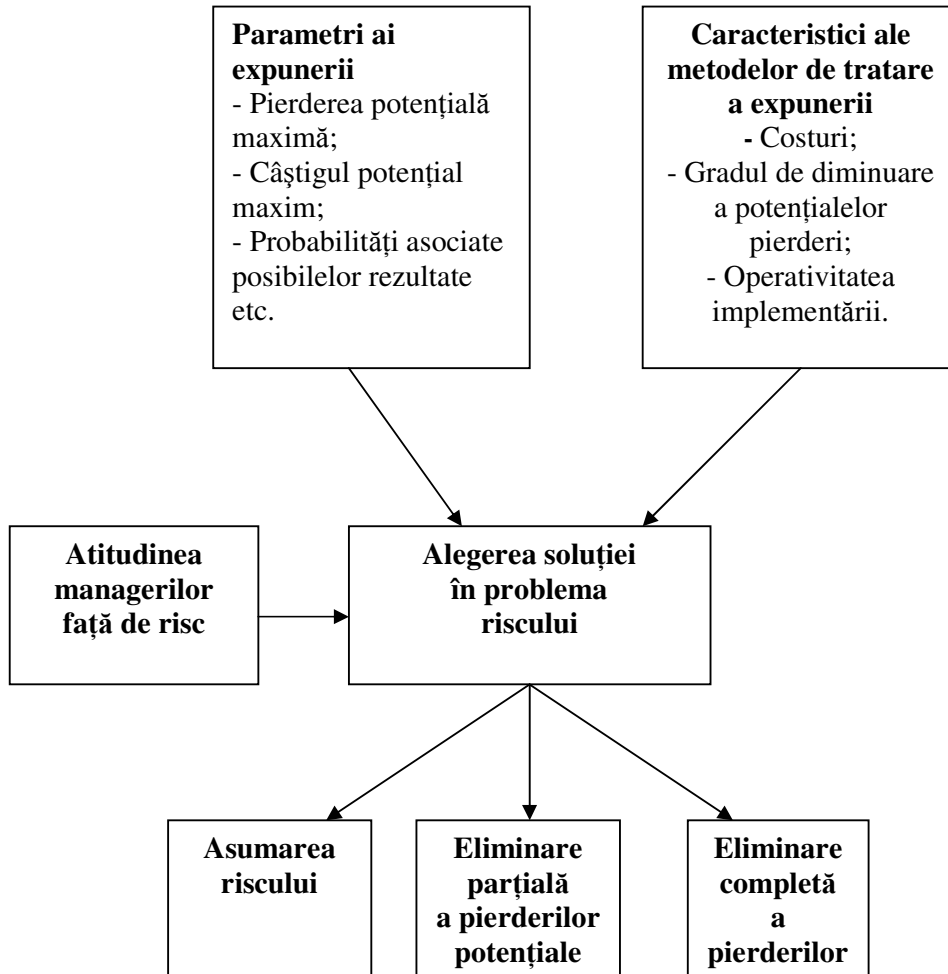 Parametri ai
expunerii
- Pierderea potențială
maximă;
- Câştigul potențial
maxim;
- Probabilități asociate
posibilelor rezultate
etc.
Caracteristici ale
metodelor de tratare
a expunerii
- Costuri;
- Gradul de diminuare
a potențialelor
pierderi;
- Operativitatea
implementării.
Atitudinea
managerilor
față de risc
Alegerea soluției
în problema
riscului
Asumarea
riscului
Eliminare
parțială
a pierderilor
potențiale
Eliminare
completă
a
pierderilor